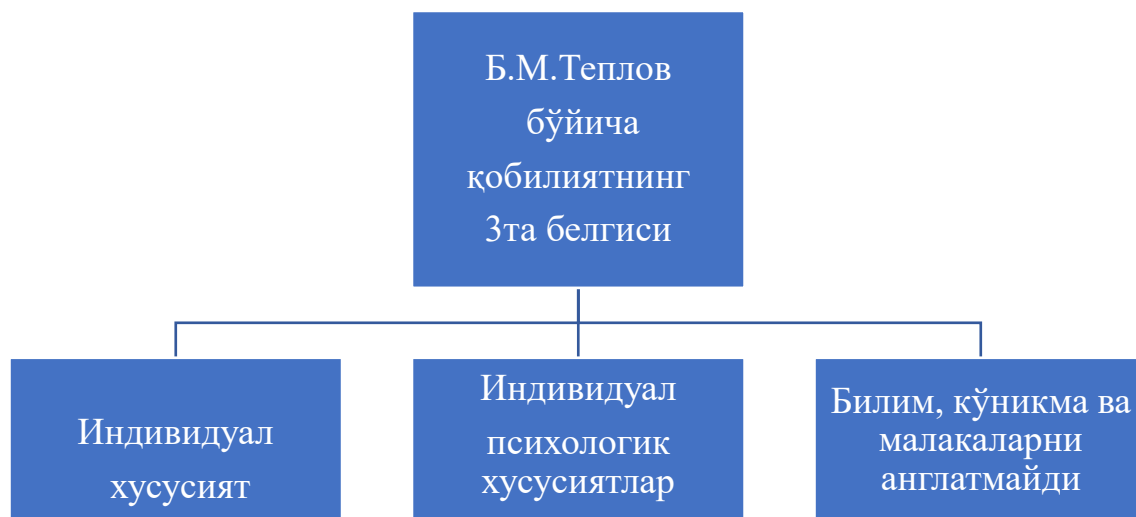 Б.М.Теплов
бўйича
қобилиятнинг
3та белгиси
Индивидуал
хусусият
Индивидуал
психологик
хусусиятлар
Билим, кўникма ва
малакаларни
англатмайди